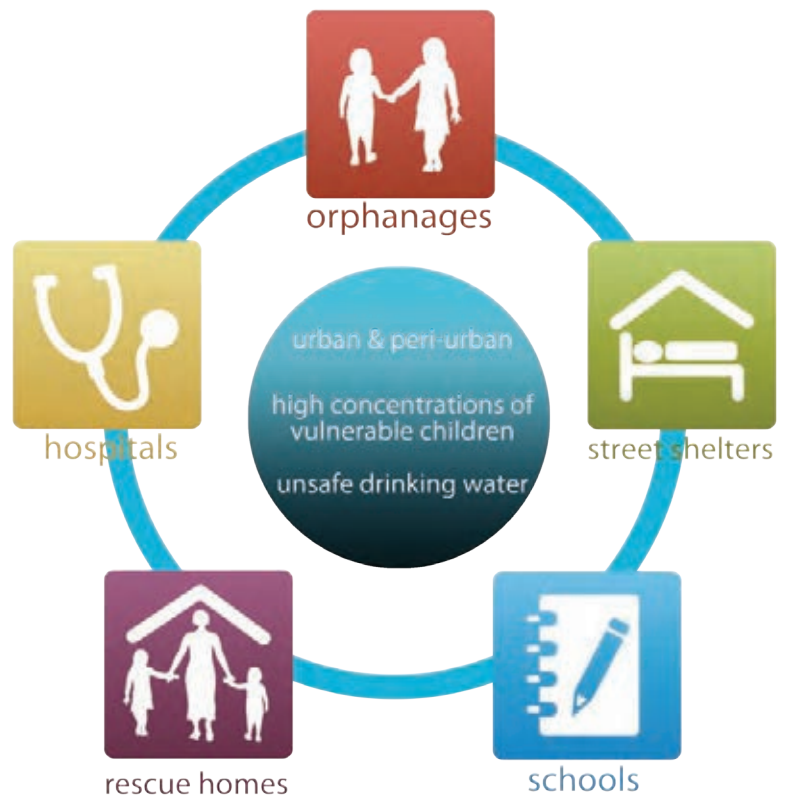 orphanages
hospitals
street shelters
urban & peri-urban
high concentrations of
vulnerable children
unsafe drinking water
rescue homes
schools